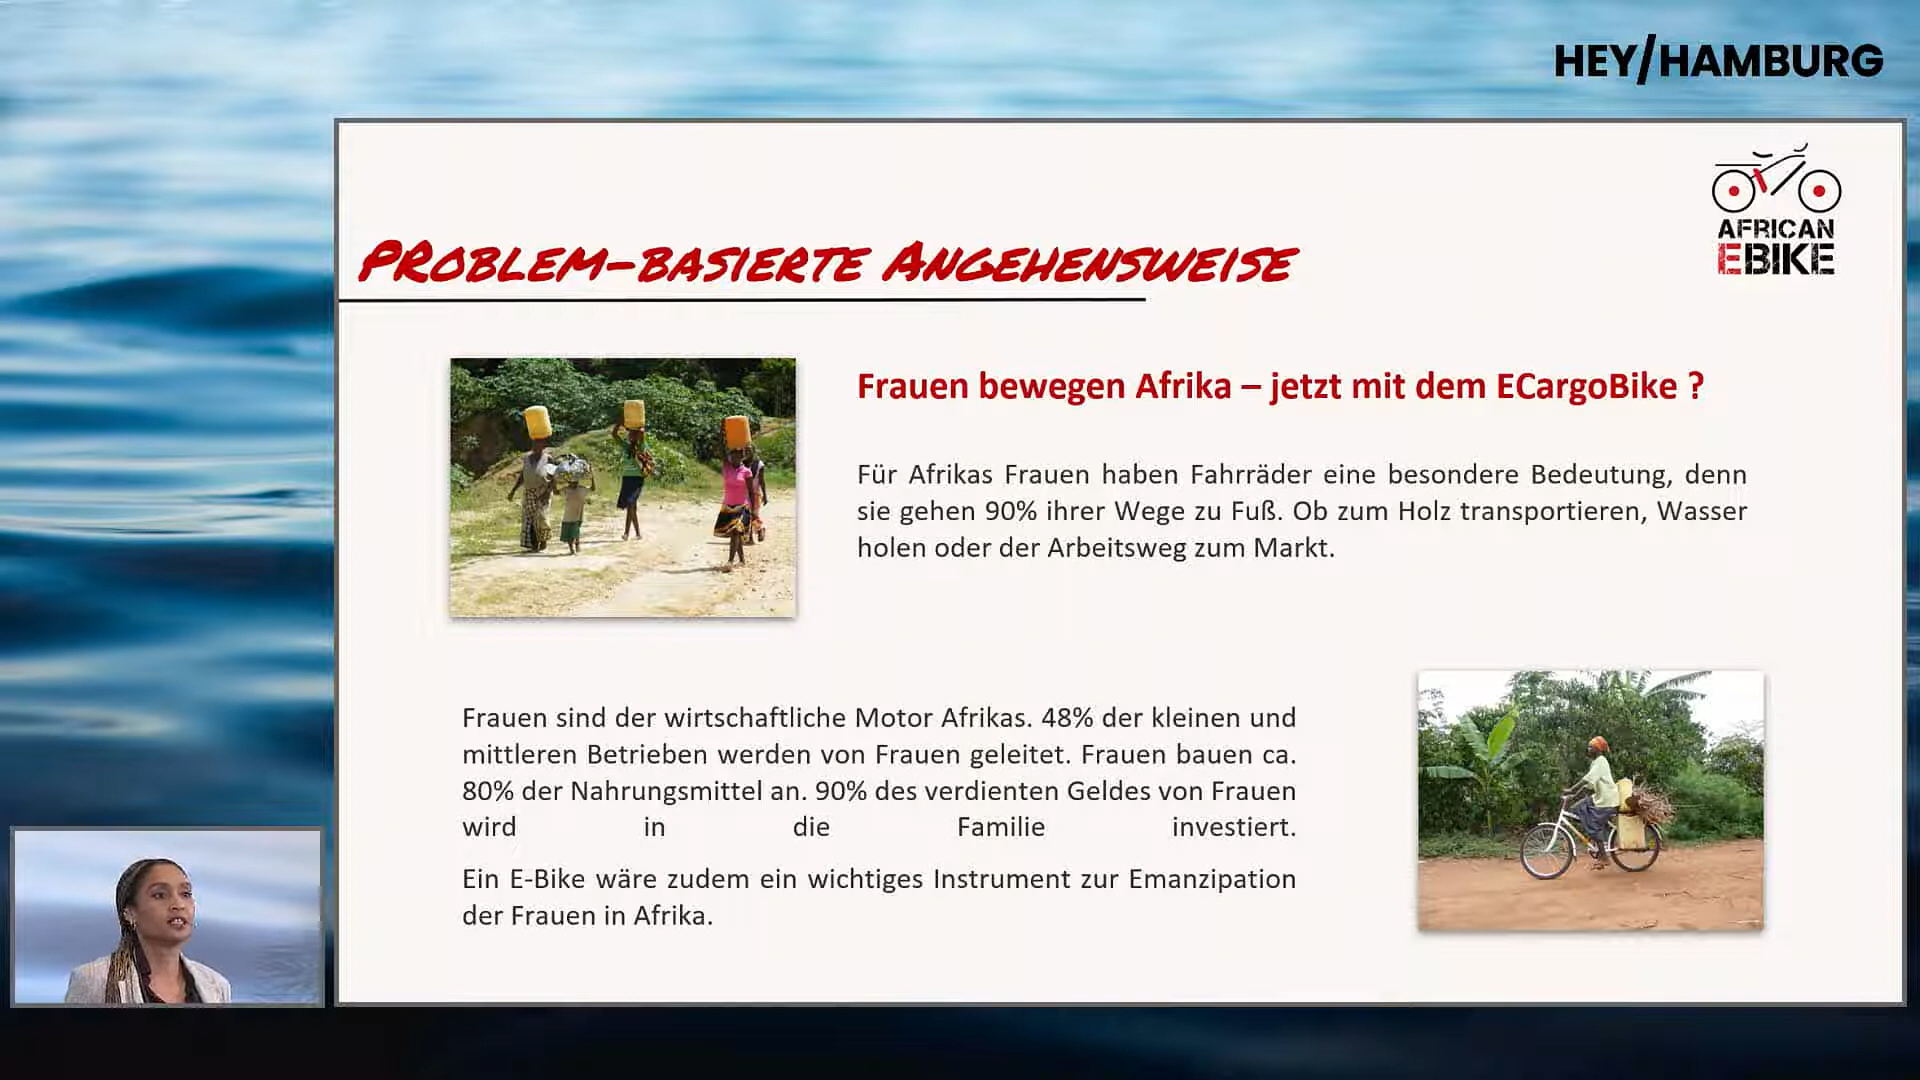 HEY/HAMBURG
AFRICAN
EBIKE
PROBLEM-BASIERTE ANGEHENSWEISE
Frauen bewegen Afrika – jetzt mit dem ECargoBike ?
Für Afrikas Frauen haben Fahrräder eine besondere Bedeutung, denn
sie gehen 90% ihrer Wege zu Fuß. Ob zum Holz transportieren, Wasser
holen oder der Arbeitsweg zum Markt.
Frauen sind der wirtschaftliche Motor Afrikas. 48% der kleinen und
mittleren Betrieben werden von Frauen geleitet. Frauen bauen ca.
80% der Nahrungsmittel an. 90% des verdienten Geldes von Frauen
wird in die Familie investiert.
Ein E-Bike wäre zudem ein wichtiges Instrument zur Emanzipation
der Frauen in Afrika.